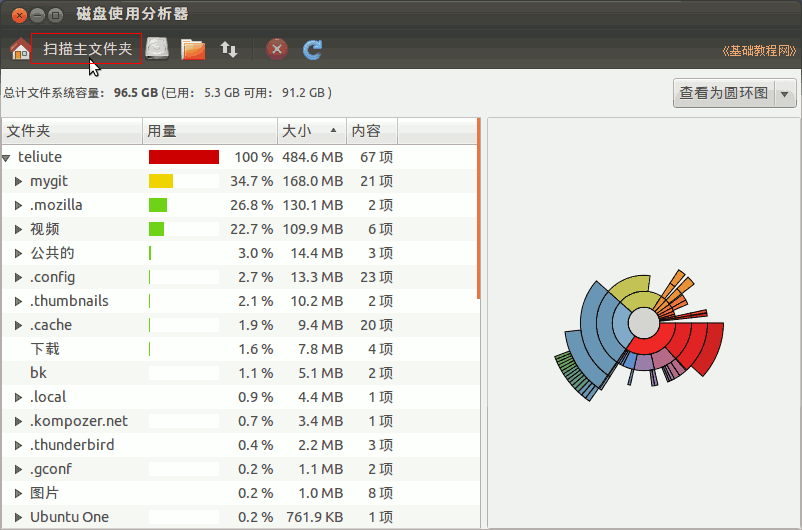 磁盘使用分析器
扫描主文件夹
《基础教程网》
总计文件系统容量： 96.5 GB (已用： 5.3 GB 可用： 91.2 GB )
查看为圆环图
文件夹 用量 大小 内容
teliute 100 % 484.6 MB 67 项
mygit 34.7 % 168.0 MB 21 项
.mozilla 26.8 % 130.1 MB 2 项
视频 22.7 % 109.9 MB 6 项
公共的 3.0 % 14.4 MB 3 项
.config 2.7 % 13.3 MB 23 项
.thumbnails 2.1 % 10.2 MB 2 项
.cache 1.9 % 9.4 MB 20 项
下载 1.6 % 7.8 MB 4 项
bk 1.1 % 5.1 MB 2 项
.local 0.9 % 4.4 MB 1 项
.kompozer.net 0.7 % 3.4 MB 1 项
.thunderbird 0.4 % 2.2 MB 3 项
.gconf 0.2 % 1.1 MB 2 项
图片 0.2 % 1.0 MB 8 项
Ubuntu One 0.2 % 761.9 KB 1 项